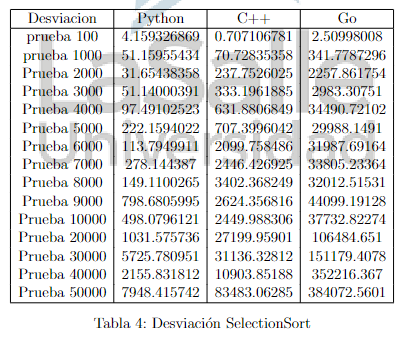 Desviacion Python C++ Go
prueba 100 4.159326869 0.707106781 2.50998008
prueba 1000 51.15955434 70.72835358 341.7787296
Prueba 2000 31.65438358 237.7526025 2257.861754
Prueba 3000 51.14000391 333.1961885 2983.30751
Prueba 4000 97.49102523 631.8806849 34490.72102
Prueba 5000 222.1594022 707.3996042 29988.1491
Prueba 6000 113.7949911 2099.758486 31987.69164
Prueba 7000 278.144387 2446.426925 33805.23364
Prueba 8000 149.1100265 3402.368249 32012.51531
Prueba 9000 798.6805995 2624.356816 44099.19128
Prueba 10000 498.0796121 2449.988306 37732.82274
Prueba 20000 1031.575736 27199.95901 106484.651
Prueba 30000 5725.780951 31136.32812 151179.4078
Prueba 40000 2155.831812 10903.85188 352216.367
Prueba 50000 7948.415742 83483.06285 384072.5601
LaSalle
Universidad
Tabla 4: Desviación SelectionSort